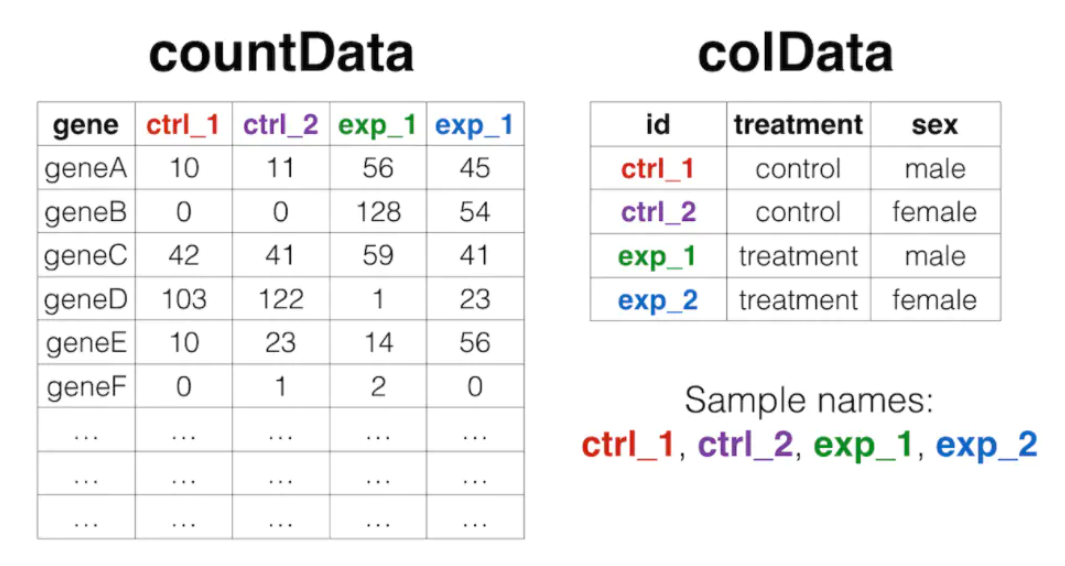 countData
gene ctrl_1 ctrl_2 exp_1 exp_1
geneA 10 11 56 45
geneB 0 0 128 54
geneC 42 41 59 41
geneD 103 122 1 23
geneE 10 23 14 56
geneF 0 1 2 0
... ... ... ... ...
... ... ... ... ...
... ... ... ... ...
colData
id treatment sex
ctrl_1 control male
ctrl_2 control female
exp_1 treatment male
exp_2 treatment female
Sample names:
ctrl_1, ctrl_2, exp_1, exp_2